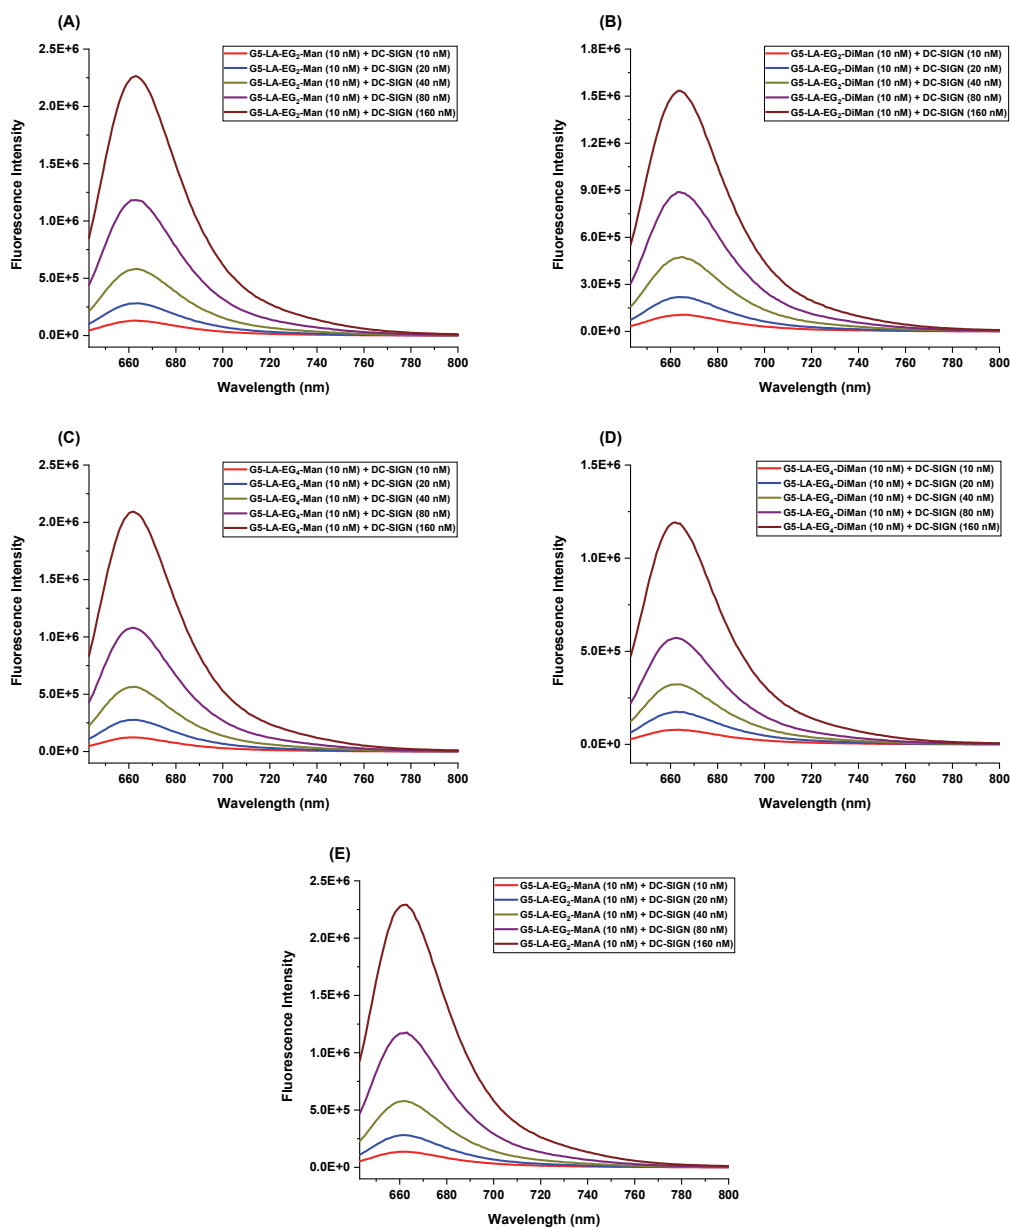 (A)
2.5E+6
2.0E+6
1.5E+6
1.0E+6
5.0E+5
0.0E+0
Fluorescence Intensity
G5-LA-EG₂-Man (10 nM) + DC-SIGN (10 nM)
G5-LA-EG₂-Man (10 nM) + DC-SIGN (20 nM)
G5-LA-EG₂-Man (10 nM) + DC-SIGN (40 nM)
G5-LA-EG₂-Man (10 nM) + DC-SIGN (80 nM)
G5-LA-EG₂-Man (10 nM) + DC-SIGN (160 nM)
660 680 700 720 740 760 780 800
Wavelength (nm)
(B)
1.8E+6
1.5E+6
1.2E+6
9.0E+5
6.0E+5
3.0E+5
0.0E+0
Fluorescence Intensity
G5-LA-EG₂-DiMan (10 nM) + DC-SIGN (10 nM)
G5-LA-EG₂-DiMan (10 nM) + DC-SIGN (20 nM)
G5-LA-EG₂-DiMan (10 nM) + DC-SIGN (40 nM)
G5-LA-EG₂-DiMan (10 nM) + DC-SIGN (80 nM)
G5-LA-EG₂-DiMan (10 nM) + DC-SIGN (160 nM)
660 680 700 720 740 760 780 800
Wavelength (nm)
(C)
2.5E+6
2.0E+6
1.5E+6
1.0E+6
5.0E+5
0.0E+0
Fluorescence Intensity
G5-LA-EG₄-Man (10 nM) + DC-SIGN (10 nM)
G5-LA-EG₄-Man (10 nM) + DC-SIGN (20 nM)
G5-LA-EG₄-Man (10 nM) + DC-SIGN (40 nM)
G5-LA-EG₄-Man (10 nM) + DC-SIGN (80 nM)
G5-LA-EG₄-Man (10 nM) + DC-SIGN (160 nM)
660 680 700 720 740 760 780 800
Wavelength (nm)
(D)
1.5E+6
1.0E+6
5.0E+5
0.0E+0
Fluorescence Intensity
G5-LA-EG₄-DiMan (10 nM) + DC-SIGN (10 nM)
G5-LA-EG₄-DiMan (10 nM) + DC-SIGN (20 nM)
G5-LA-EG₄-DiMan (10 nM) + DC-SIGN (40 nM)
G5-LA-EG₄-DiMan (10 nM) + DC-SIGN (80 nM)
G5-LA-EG₄-DiMan (10 nM) + DC-SIGN (160 nM)
660 680 700 720 740 760 780 800
Wavelength (nm)
(E)
2.5E+6
2.0E+6
1.5E+6
1.0E+6
5.0E+5
0.0E+0
Fluorescence Intensity
G5-LA-EG₂-ManA (10 nM) + DC-SIGN (10 nM)
G5-LA-EG₂-ManA (10 nM) + DC-SIGN (20 nM)
G5-LA-EG₂-ManA (10 nM) + DC-SIGN (40 nM)
G5-LA-EG₂-ManA (10 nM) + DC-SIGN (80 nM)
G5-LA-EG₂-ManA (10 nM) + DC-SIGN (160 nM)
660 680 700 720 740 760 780 800
Wavelength (nm)